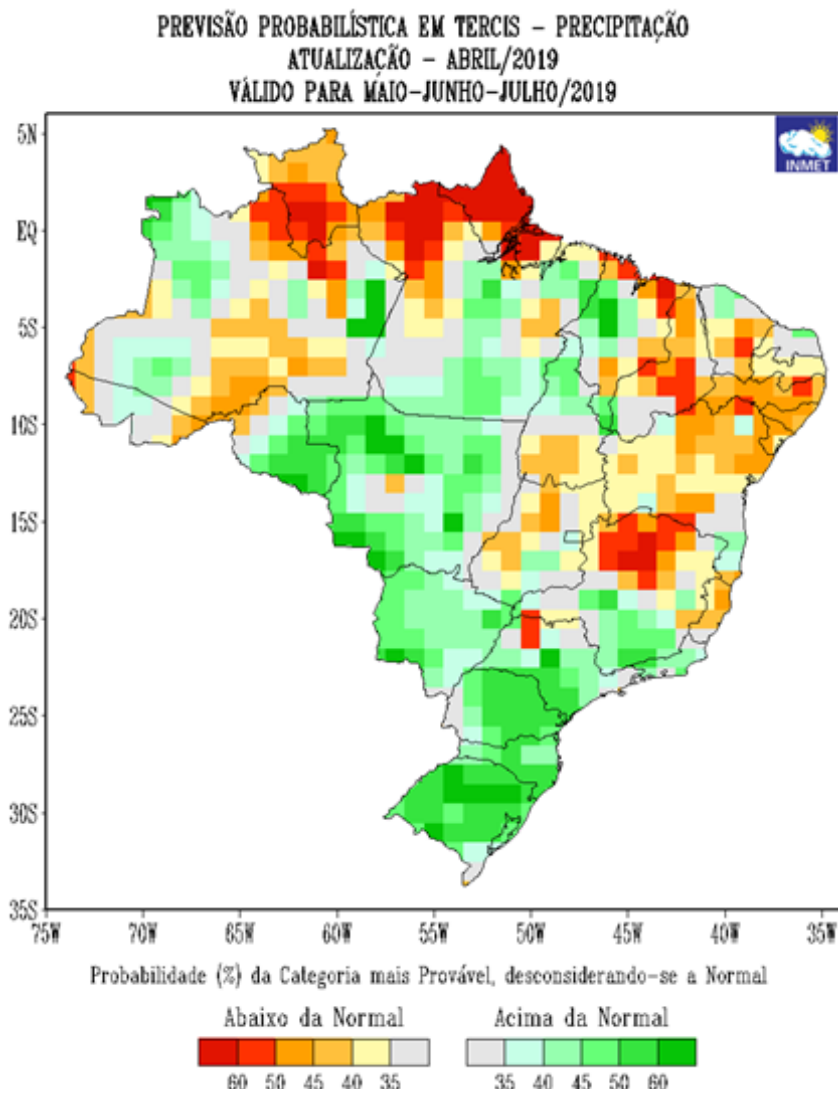 PREVISÃO PROBABILÍSTICA EM TERCIS - PRECIPITAÇÃO
ATUALIZAÇÃO - ABRIL/2019
VÁLIDO PARA MAIO-JUNHO-JULHO/2019
INMET
5N
EQ
5S
10S
15S
20S
25S
30S
35S
75W 70W 65W 60W 55W 50W 45W 40W 35W
Probabilidade (%) da Categoria mais Provável, desconsiderando-se a Normal
Abaixo da Normal Acima da Normal
60 50 45 40 35 35 40 45 50 60